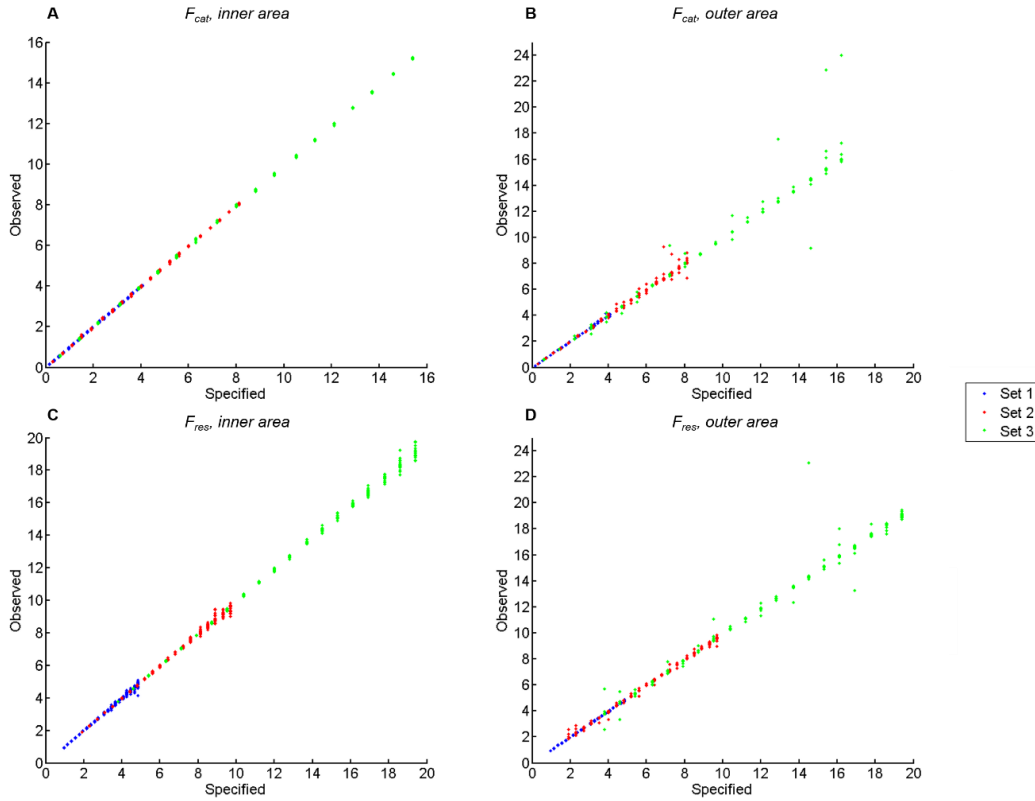 A
F_cat, inner area
16
14
12
10
8
6
4
2
0
Observed
0 2 4 6 8 10 12 14 16
Specified
B
F_cat, outer area
24
22
20
18
16
14
12
10
8
6
4
2
0
Observed
0 2 4 6 8 10 12 14 16 18 20
Specified
C
F_res, inner area
20
18
16
14
12
10
8
6
4
2
0
Observed
0 2 4 6 8 10 12 14 16 18 20
Specified
D
F_res, outer area
24
22
20
18
16
14
12
10
8
6
4
2
0
Observed
0 2 4 6 8 10 12 14 16 18 20
Specified
Set 1
Set 2
Set 3